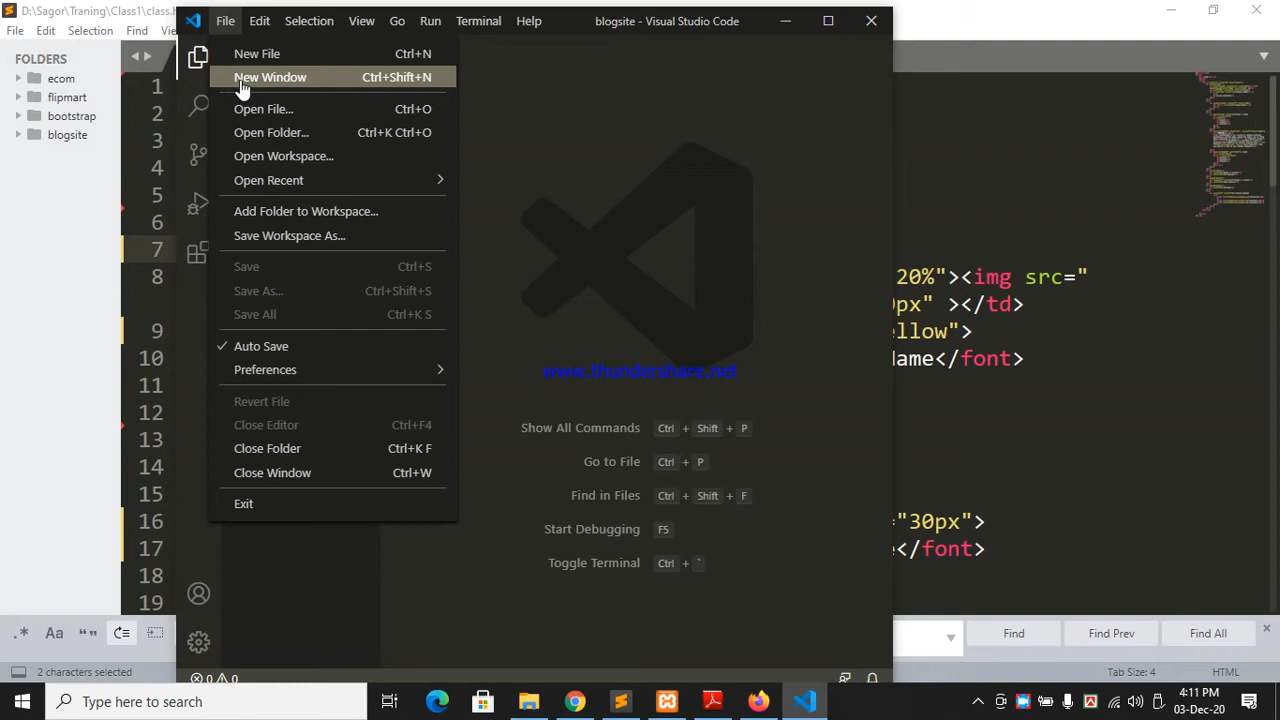 D:\Sagor\Traning\Class1\class.h
File Edit Selection Find Vie
FOLDERS
ecom
flipmart
bootstrap
blogsite
1
2
3
4
5
6
7
8
9
10
11
12
13
14
15
16
17
18
19
File Edit Selection View Go Run Terminal Help
blogsite - Visual Studio Code
New File Ctrl+N
New Window Ctrl+Shift+N
Open File... Ctrl+O
Open Folder... Ctrl+K Ctrl+O
Open Workspace...
Open Recent
Add Folder to Workspace...
Save Workspace As...
Save Ctrl+S
Save As... Ctrl+Shift+S
Save All Ctrl+K S
Auto Save
Preferences
Revert File
Close Editor Ctrl+F4
Close Folder Ctrl+K F
Close Window Ctrl+W
Exit
www.thundershare.net
Show All Commands Ctrl + Shift + P
Go to File Ctrl + P
Find in Files Ctrl + Shift + F
Start Debugging F5
Toggle Terminal Ctrl + `
20%"><img src="
0px" ></td>
ellow">
Name</font>
="30px">
e</font>
.* Aa “”
Find Find Prev Find All
0 0
2 characters selected
Tab Size: 4 HTML
Type here to search
4:11 PM
03-Dec-20